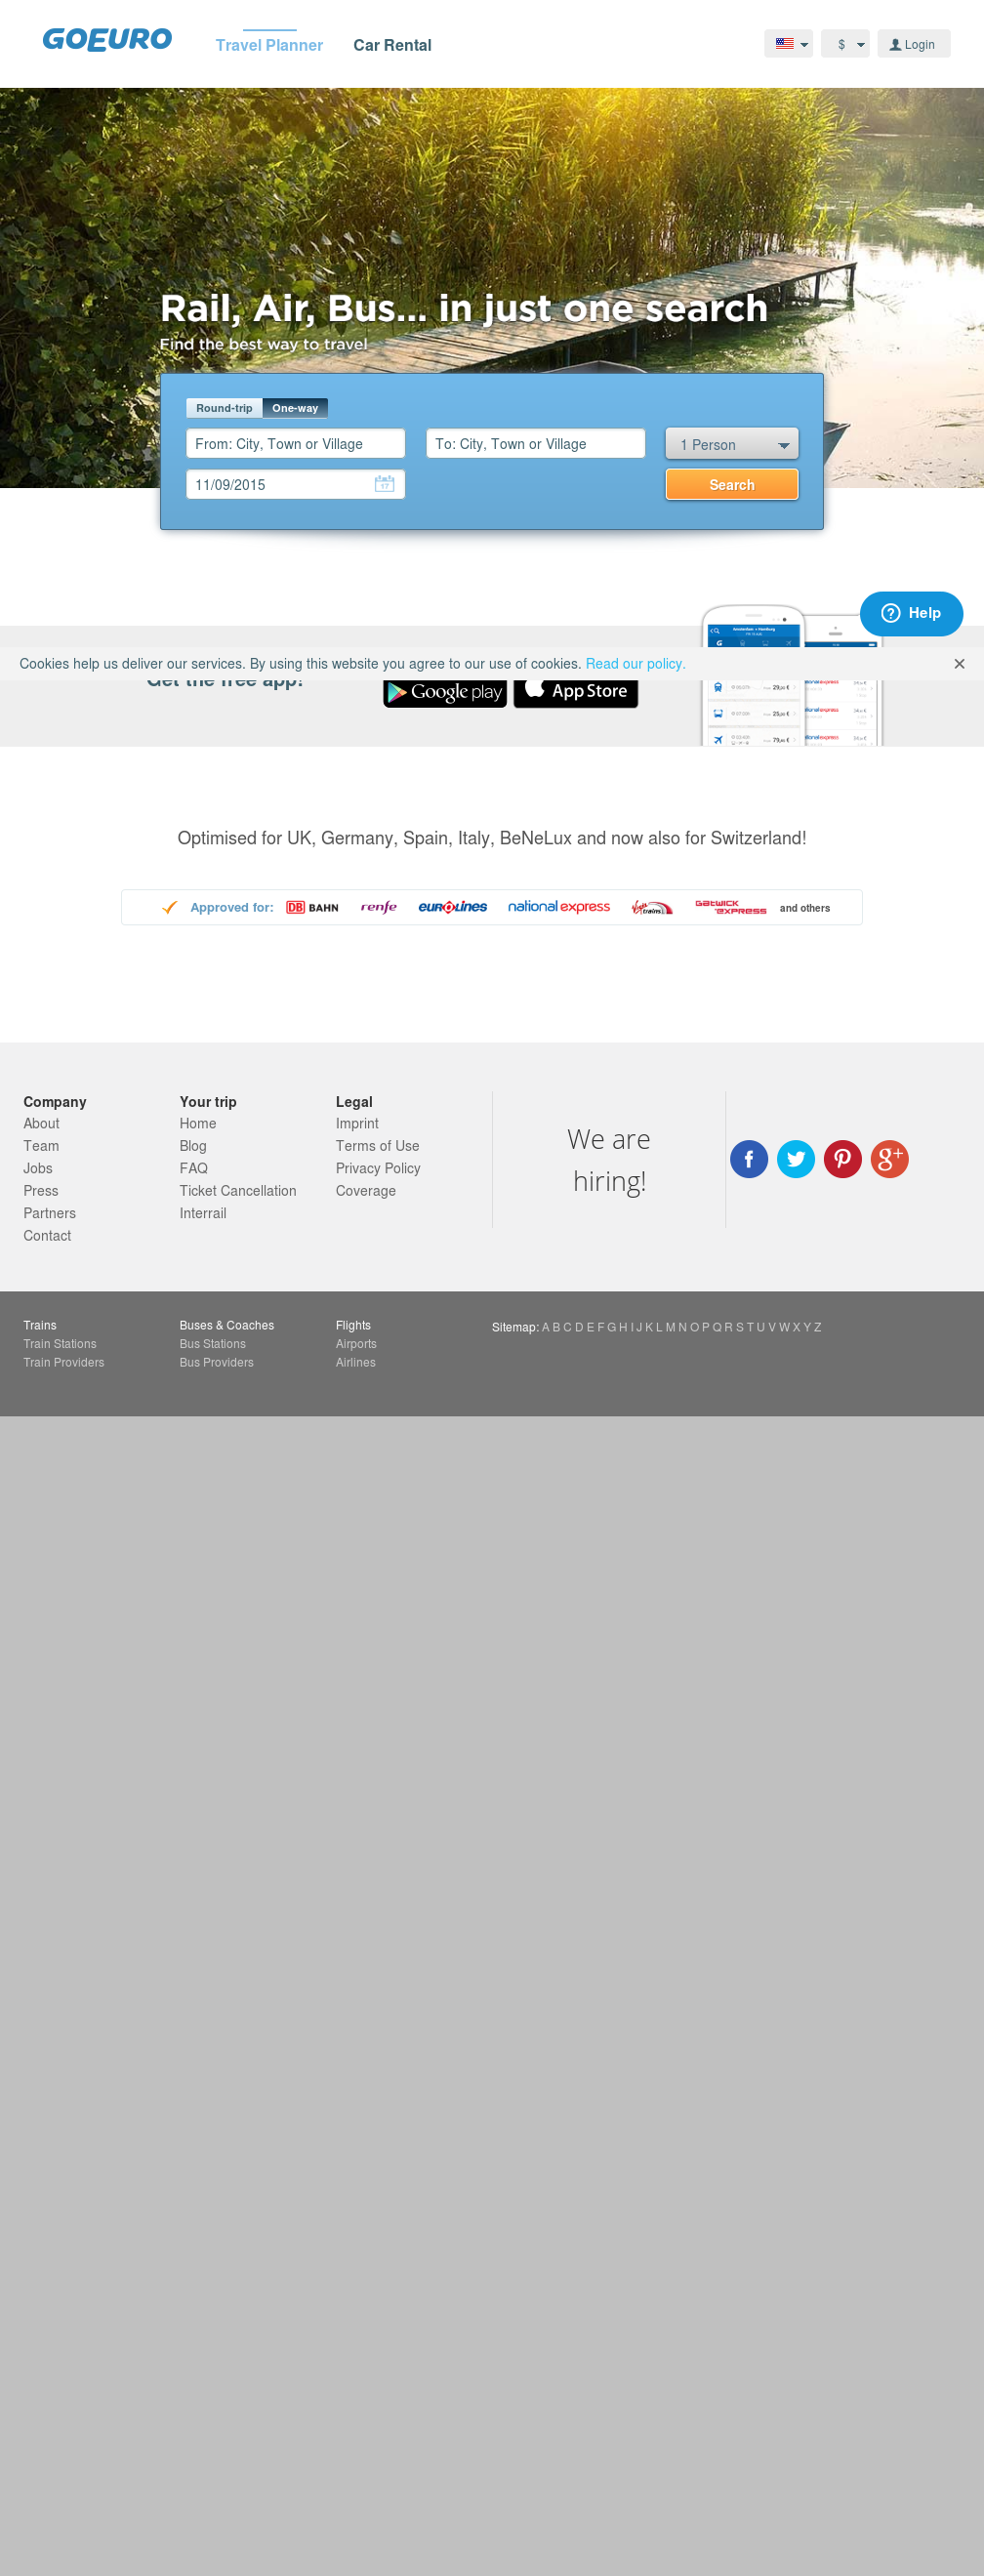 GOEURO
Travel Planner
Car Rental
$
Login
Rail, Air, Bus... in just one search
Find the best way to travel
Round-trip
One-way
From: City, Town or Village
To: City, Town or Village
1 Person
11/09/2015
17
Search
Help
Cookies help us deliver our services. By using this website you agree to our use of cookies. Read our policy.
Get the free app!
Google play
App Store
Optimised for UK, Germany, Spain, Italy, BeNeLux and now also for Switzerland!
Approved for:
DB BAHN
renfe
EUROLINES
national express
Virgin trains
GATWICK EXPRESS
and others
Company
About
Team
Jobs
Press
Partners
Contact
Your trip
Home
Blog
FAQ
Ticket Cancellation
Interrail
Legal
Imprint
Terms of Use
Privacy Policy
Coverage
We are
hiring!
Trains
Train Stations
Train Providers
Buses & Coaches
Bus Stations
Bus Providers
Flights
Airports
Airlines
Sitemap: A B C D E F G H I J K L M N O P Q R S T U V W X Y Z